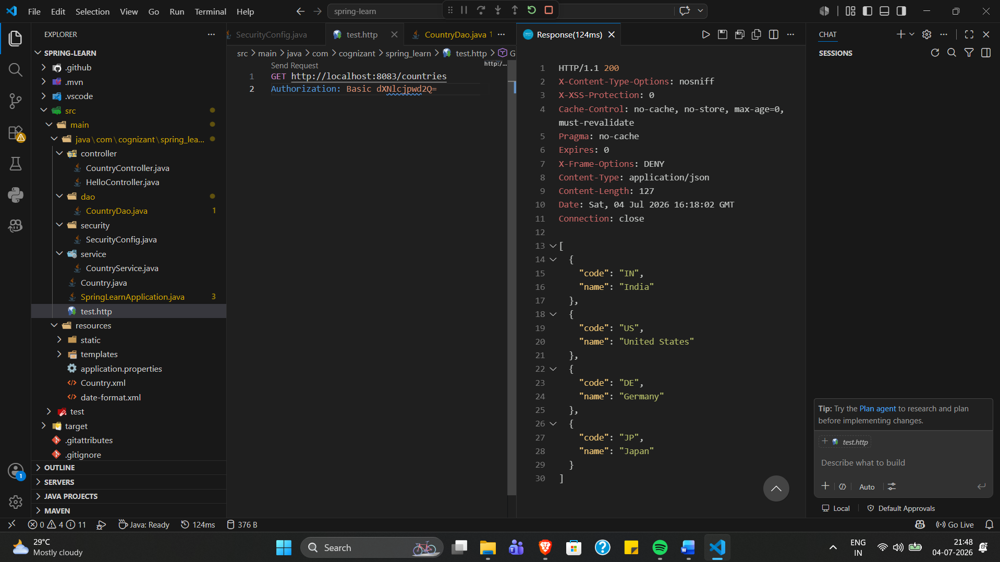 File Edit Selection View Go Run Terminal Help
spring-learn
EXPLORER
SPRING-LEARN
.github
.mvn
.vscode
src
main
java\com\cognizant\spring_lea...
controller
CountryController.java
HelloController.java
dao
CountryDao.java 1
security
SecurityConfig.java
service
CountryService.java
Country.java
SpringLearnApplication.java 3
test.http
resources
static
templates
application.properties
Country.xml
date-format.xml
test
target
.gitattributes
.gitignore
OUTLINE
SERVERS
JAVA PROJECTS
MAVEN
SecurityConfig.java test.http CountryDao.java 1
src > main > java > com > cognizant > spring_learn > test.http > G
http:/...
Send Request
1 GET http://localhost:8083/countries
2 Authorization: Basic dXNlcjpwd2Q=
Response(124ms)
1 HTTP/1.1 200
2 X-Content-Type-Options: nosniff
3 X-XSS-Protection: 0
4 Cache-Control: no-cache, no-store, max-age=0,
must-revalidate
5 Pragma: no-cache
6 Expires: 0
7 X-Frame-Options: DENY
8 Content-Type: application/json
9 Content-Length: 127
10 Date: Sat, 04 Jul 2026 16:18:02 GMT
11 Connection: close
12
13 [
14 {
15 "code": "IN",
16 "name": "India"
17 },
18 {
19 "code": "US",
20 "name": "United States"
21 },
22 {
23 "code": "DE",
24 "name": "Germany"
25 },
26 {
27 "code": "JP",
28 "name": "Japan"
29 }
30 ]
CHAT
SESSIONS
Tip: Try the Plan agent to research and plan
before implementing changes.
test.http
Describe what to build
Auto
Local Default Approvals
1
0 4 11 Java: Ready 124ms 376 B
Go Live
29°C
Mostly cloudy
Search
ENG
IN
21:48
04-07-2026